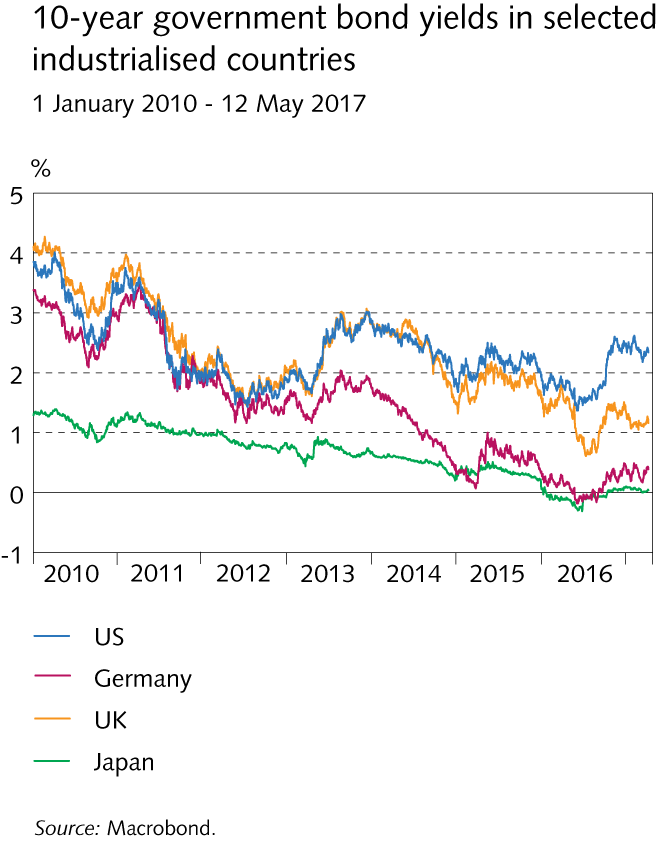 10-year government bond yields in selected
industrialised countries
1 January 2010 - 12 May 2017
%
5
4
3
2
1
0
-1
2010 2011 2012 2013 2014 2015 2016
US
Germany
UK
Japan
Source: Macrobond.